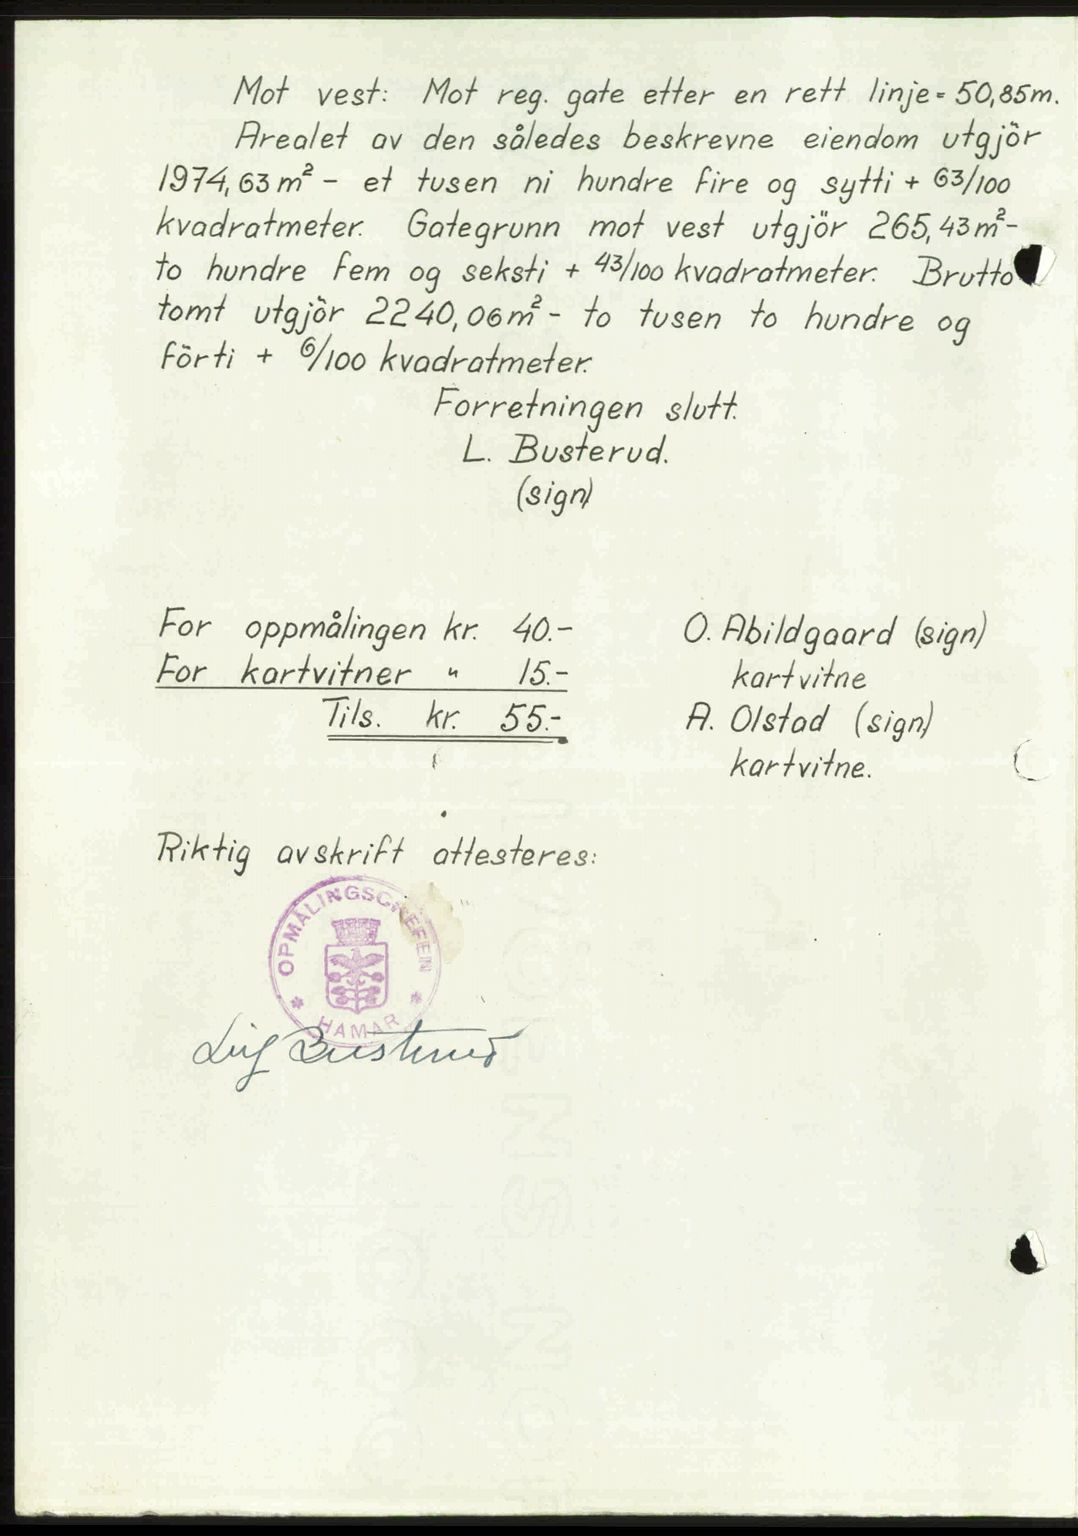 Mot vest: Mot reg. gate etter en rett linje = 50,85m.
Arealet av den således beskrevne eiendom utgjör
1974,63 m² - et tusen ni hundre fire og sytti + 63/100
kvadratmeter. Gategrunn mot vest utgjör 265,43 m² -
to hundre fem og seksti + 43/100 kvadratmeter. Brutto
tomt utgjör 2240,06 m² - to tusen to hundre og
förti + 6/100 kvadratmeter.
Forretningen slutt.
L. Busterud.
(sign)
For oppmålingen kr. 40.-
For kartvitner " 15.-
Tils. kr. 55.-
O. Abildgaard (sign)
kartvitne
A. Olstad (sign)
kartvitne.
Riktig avskrift attesteres:
OPMÅLINGSCHEFEN
* HAMAR *
Leif Busterud